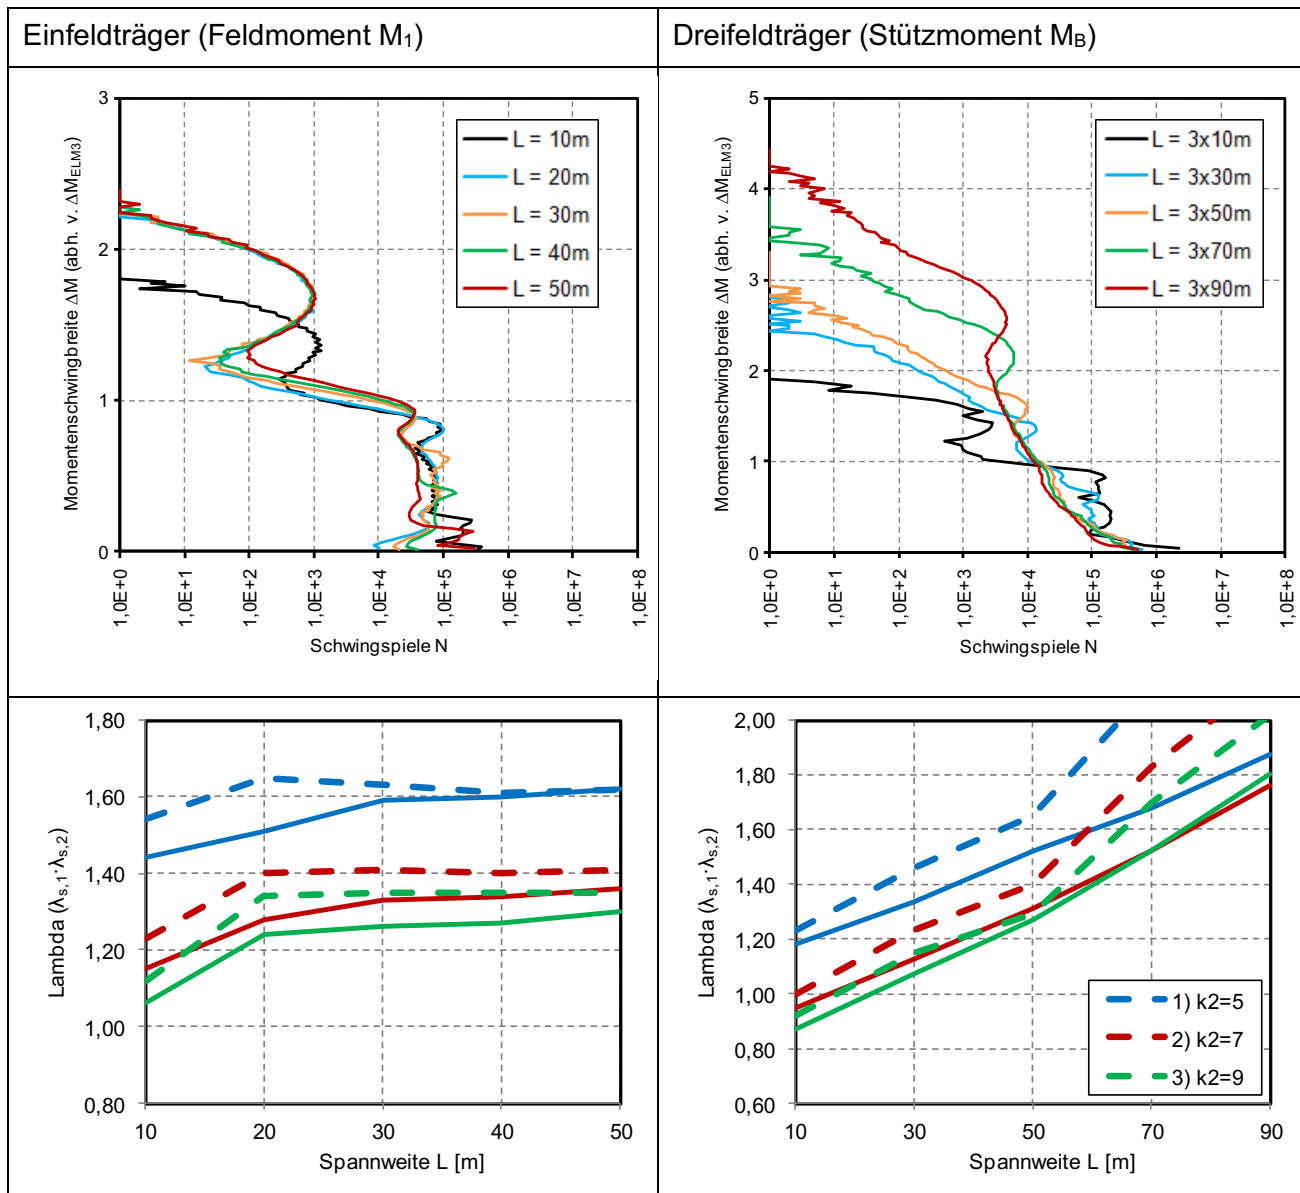 Einfeldträger (Feldmoment M₁)
Dreifeldträger (Stützmoment M_B)
Momentenschwingbreite ΔM (abh. v. ΔM_ELM3)
3
2
1
0
L = 10m
L = 20m
L = 30m
L = 40m
L = 50m
1,0E+0
1,0E+1
1,0E+2
1,0E+3
1,0E+4
1,0E+5
1,0E+6
1,0E+7
1,0E+8
Schwingspiele N
Momentenschwingbreite ΔM (abh. v. ΔM_ELM3)
5
4
3
2
1
0
L = 3x10m
L = 3x30m
L = 3x50m
L = 3x70m
L = 3x90m
1,0E+0
1,0E+1
1,0E+2
1,0E+3
1,0E+4
1,0E+5
1,0E+6
1,0E+7
1,0E+8
Schwingspiele N
Lambda (λs,1·λs,2)
1,80
1,60
1,40
1,20
1,00
0,80
10
20
30
40
50
Spannweite L [m]
Lambda (λs,1·λs,2)
2,00
1,80
1,60
1,40
1,20
1,00
0,80
0,60
1) k2=5
2) k2=7
3) k2=9
10
30
50
70
90
Spannweite L [m]